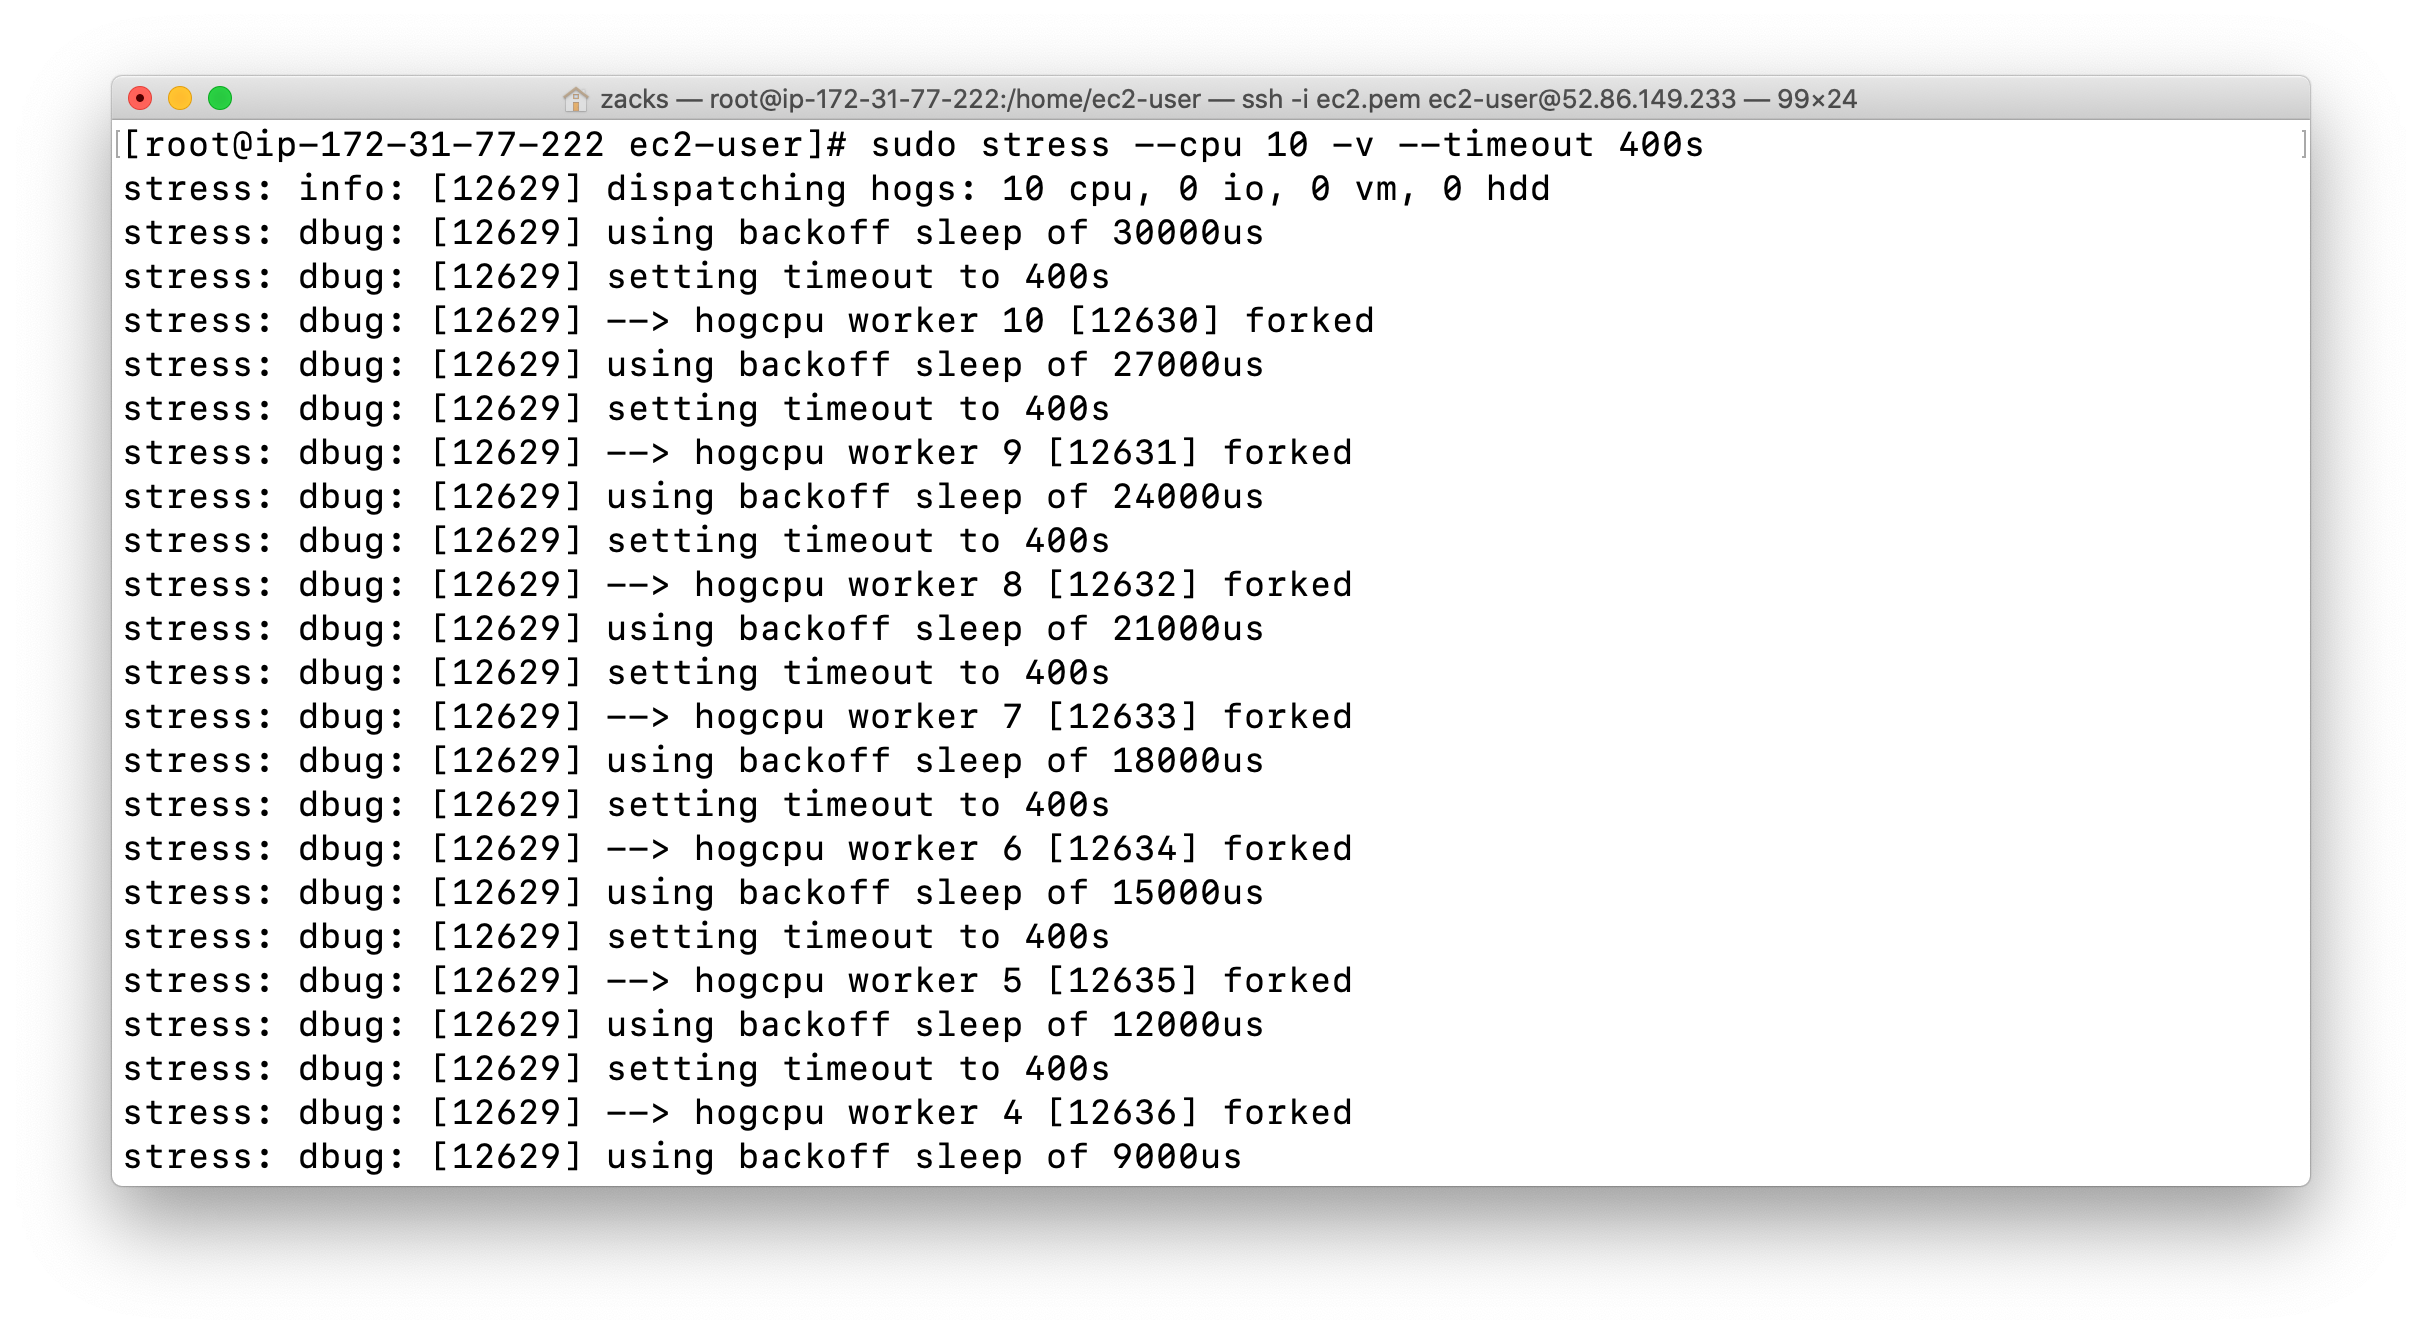 zacks — root@ip-172-31-77-222:/home/ec2-user — ssh -i ec2.pem ec2-user@52.86.149.233 — 99×24
[root@ip-172-31-77-222 ec2-user]# sudo stress --cpu 10 -v --timeout 400s
stress: info: [12629] dispatching hogs: 10 cpu, 0 io, 0 vm, 0 hdd
stress: dbug: [12629] using backoff sleep of 30000us
stress: dbug: [12629] setting timeout to 400s
stress: dbug: [12629] --> hogcpu worker 10 [12630] forked
stress: dbug: [12629] using backoff sleep of 27000us
stress: dbug: [12629] setting timeout to 400s
stress: dbug: [12629] --> hogcpu worker 9 [12631] forked
stress: dbug: [12629] using backoff sleep of 24000us
stress: dbug: [12629] setting timeout to 400s
stress: dbug: [12629] --> hogcpu worker 8 [12632] forked
stress: dbug: [12629] using backoff sleep of 21000us
stress: dbug: [12629] setting timeout to 400s
stress: dbug: [12629] --> hogcpu worker 7 [12633] forked
stress: dbug: [12629] using backoff sleep of 18000us
stress: dbug: [12629] setting timeout to 400s
stress: dbug: [12629] --> hogcpu worker 6 [12634] forked
stress: dbug: [12629] using backoff sleep of 15000us
stress: dbug: [12629] setting timeout to 400s
stress: dbug: [12629] --> hogcpu worker 5 [12635] forked
stress: dbug: [12629] using backoff sleep of 12000us
stress: dbug: [12629] setting timeout to 400s
stress: dbug: [12629] --> hogcpu worker 4 [12636] forked
stress: dbug: [12629] using backoff sleep of 9000us